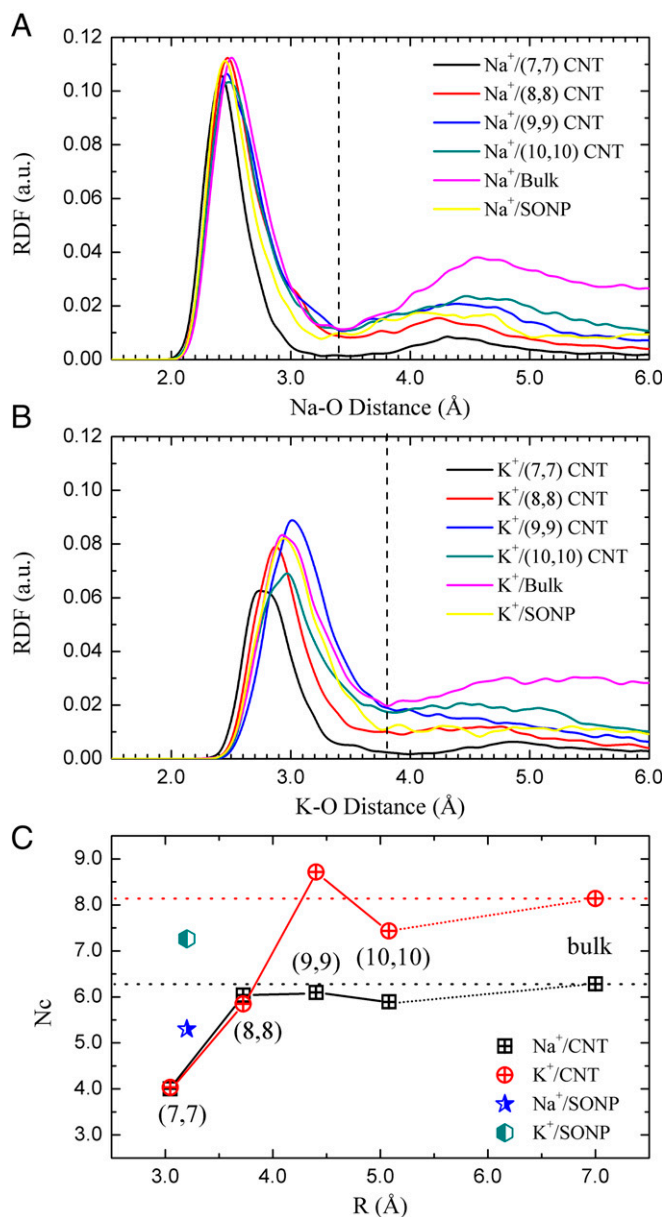 A
0.12
0.10
0.08
0.06
0.04
0.02
0.00
RDF (a.u.)
Na⁺/(7,7) CNT
Na⁺/(8,8) CNT
Na⁺/(9,9) CNT
Na⁺/(10,10) CNT
Na⁺/Bulk
Na⁺/SONP
2.0 3.0 4.0 5.0 6.0
Na-O Distance (Å)
B
0.12
0.10
0.08
0.06
0.04
0.02
0.00
RDF (a.u.)
K⁺/(7,7) CNT
K⁺/(8,8) CNT
K⁺/(9,9) CNT
K⁺/(10,10) CNT
K⁺/Bulk
K⁺/SONP
2.0 3.0 4.0 5.0 6.0
K-O Distance (Å)
C
9.0
8.0
7.0
6.0
5.0
4.0
3.0
Nc
(9,9)
(10,10)
bulk
(8,8)
(7,7)
Na⁺/CNT
K⁺/CNT
Na⁺/SONP
K⁺/SONP
3.0 4.0 5.0 6.0 7.0
R (Å)